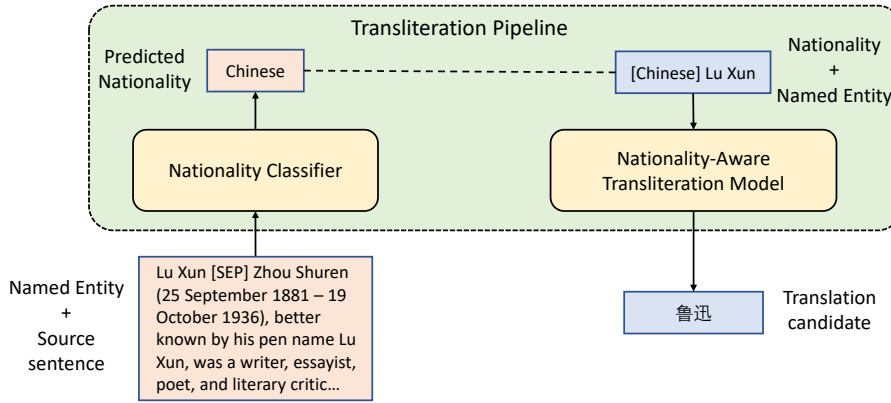 Transliteration Pipeline
Predicted
Nationality
Chinese
[Chinese] Lu Xun
Nationality
+
Named Entity
Nationality Classifier
Nationality-Aware
Transliteration Model
Named Entity
+
Source
sentence
Lu Xun [SEP] Zhou Shuren
(25 September 1881 – 19
October 1936), better
known by his pen name Lu
Xun, was a writer, essayist,
poet, and literary critic…
鲁迅
Translation
candidate